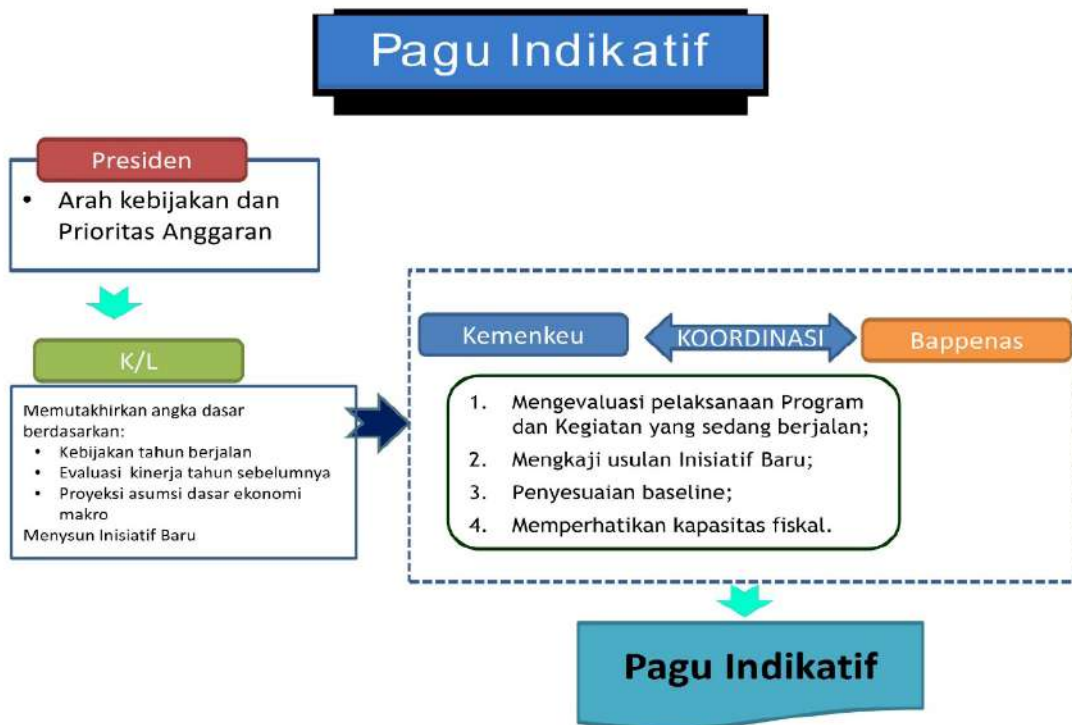 Pagu Indikatif
Presiden
• Arah kebijakan dan
Prioritas Anggaran
K/L
Memutakhirkan angka dasar
berdasarkan:
• Kebijakan tahun berjalan
• Evaluasi kinerja tahun sebelumnya
• Proyeksi asumsi dasar ekonomi
makro
Menysun Inisiatif Baru
Kemenkeu
KOORDINASI
Bappenas
1. Mengevaluasi pelaksanaan Program
dan Kegiatan yang sedang berjalan;
2. Mengkaji usulan Inisiatif Baru;
3. Penyesuaian baseline;
4. Memperhatikan kapasitas fiskal.
Pagu Indikatif